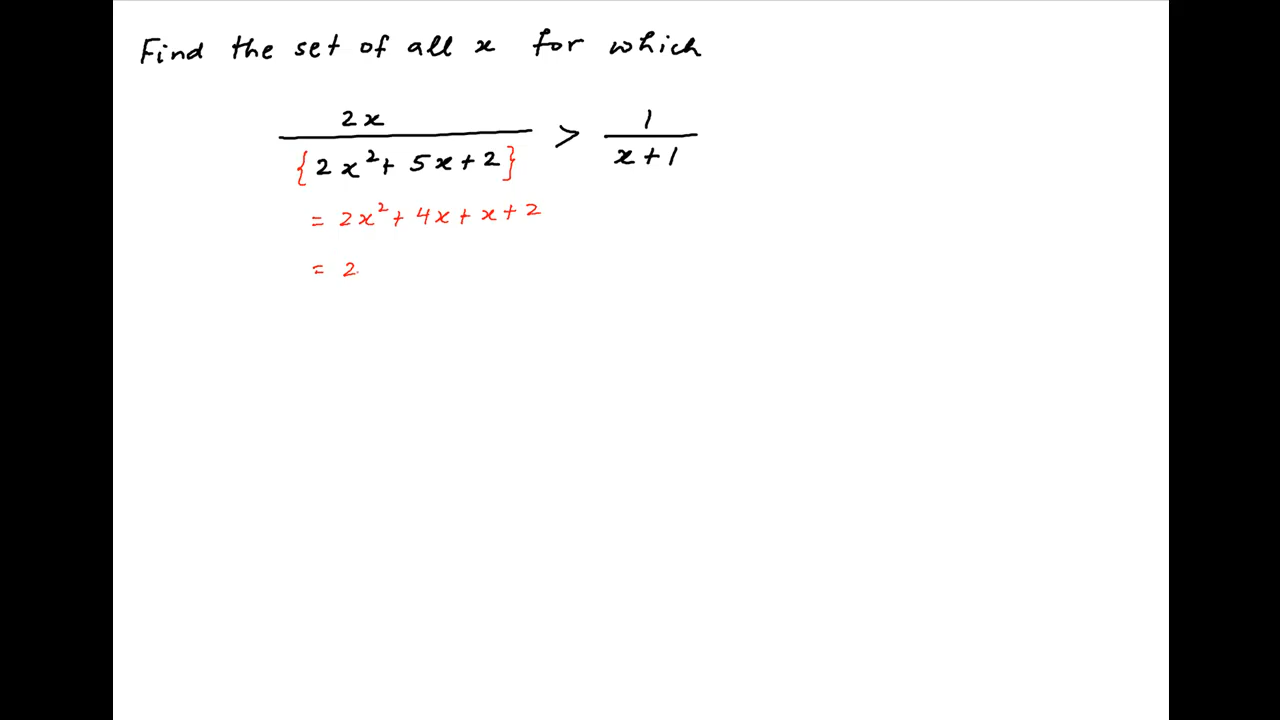 Find the set of all x for which
2x / {2x² + 5x + 2} > 1 / x + 1
= 2x² + 4x + x + 2
= 2